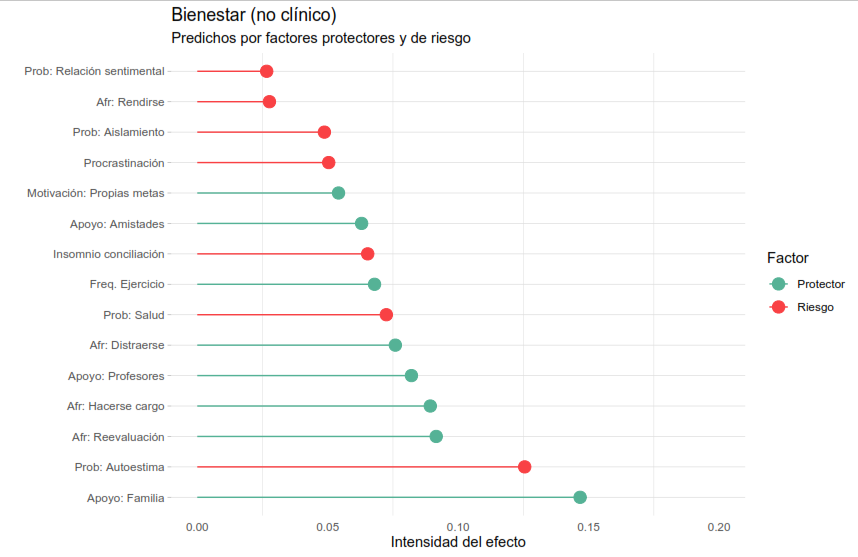 Bienestar (no clínico)
Predichos por factores protectores y de riesgo
Prob: Relación sentimental
Afr: Rendirse
Prob: Aislamiento
Procrastinación
Motivación: Propias metas
Apoyo: Amistades
Insomnio conciliación
Freq. Ejercicio
Prob: Salud
Afr: Distraerse
Apoyo: Profesores
Afr: Hacerse cargo
Afr: Reevaluación
Prob: Autoestima
Apoyo: Familia
0.00 0.05 0.10 0.15 0.20
Intensidad del efecto
Factor
Protector
Riesgo